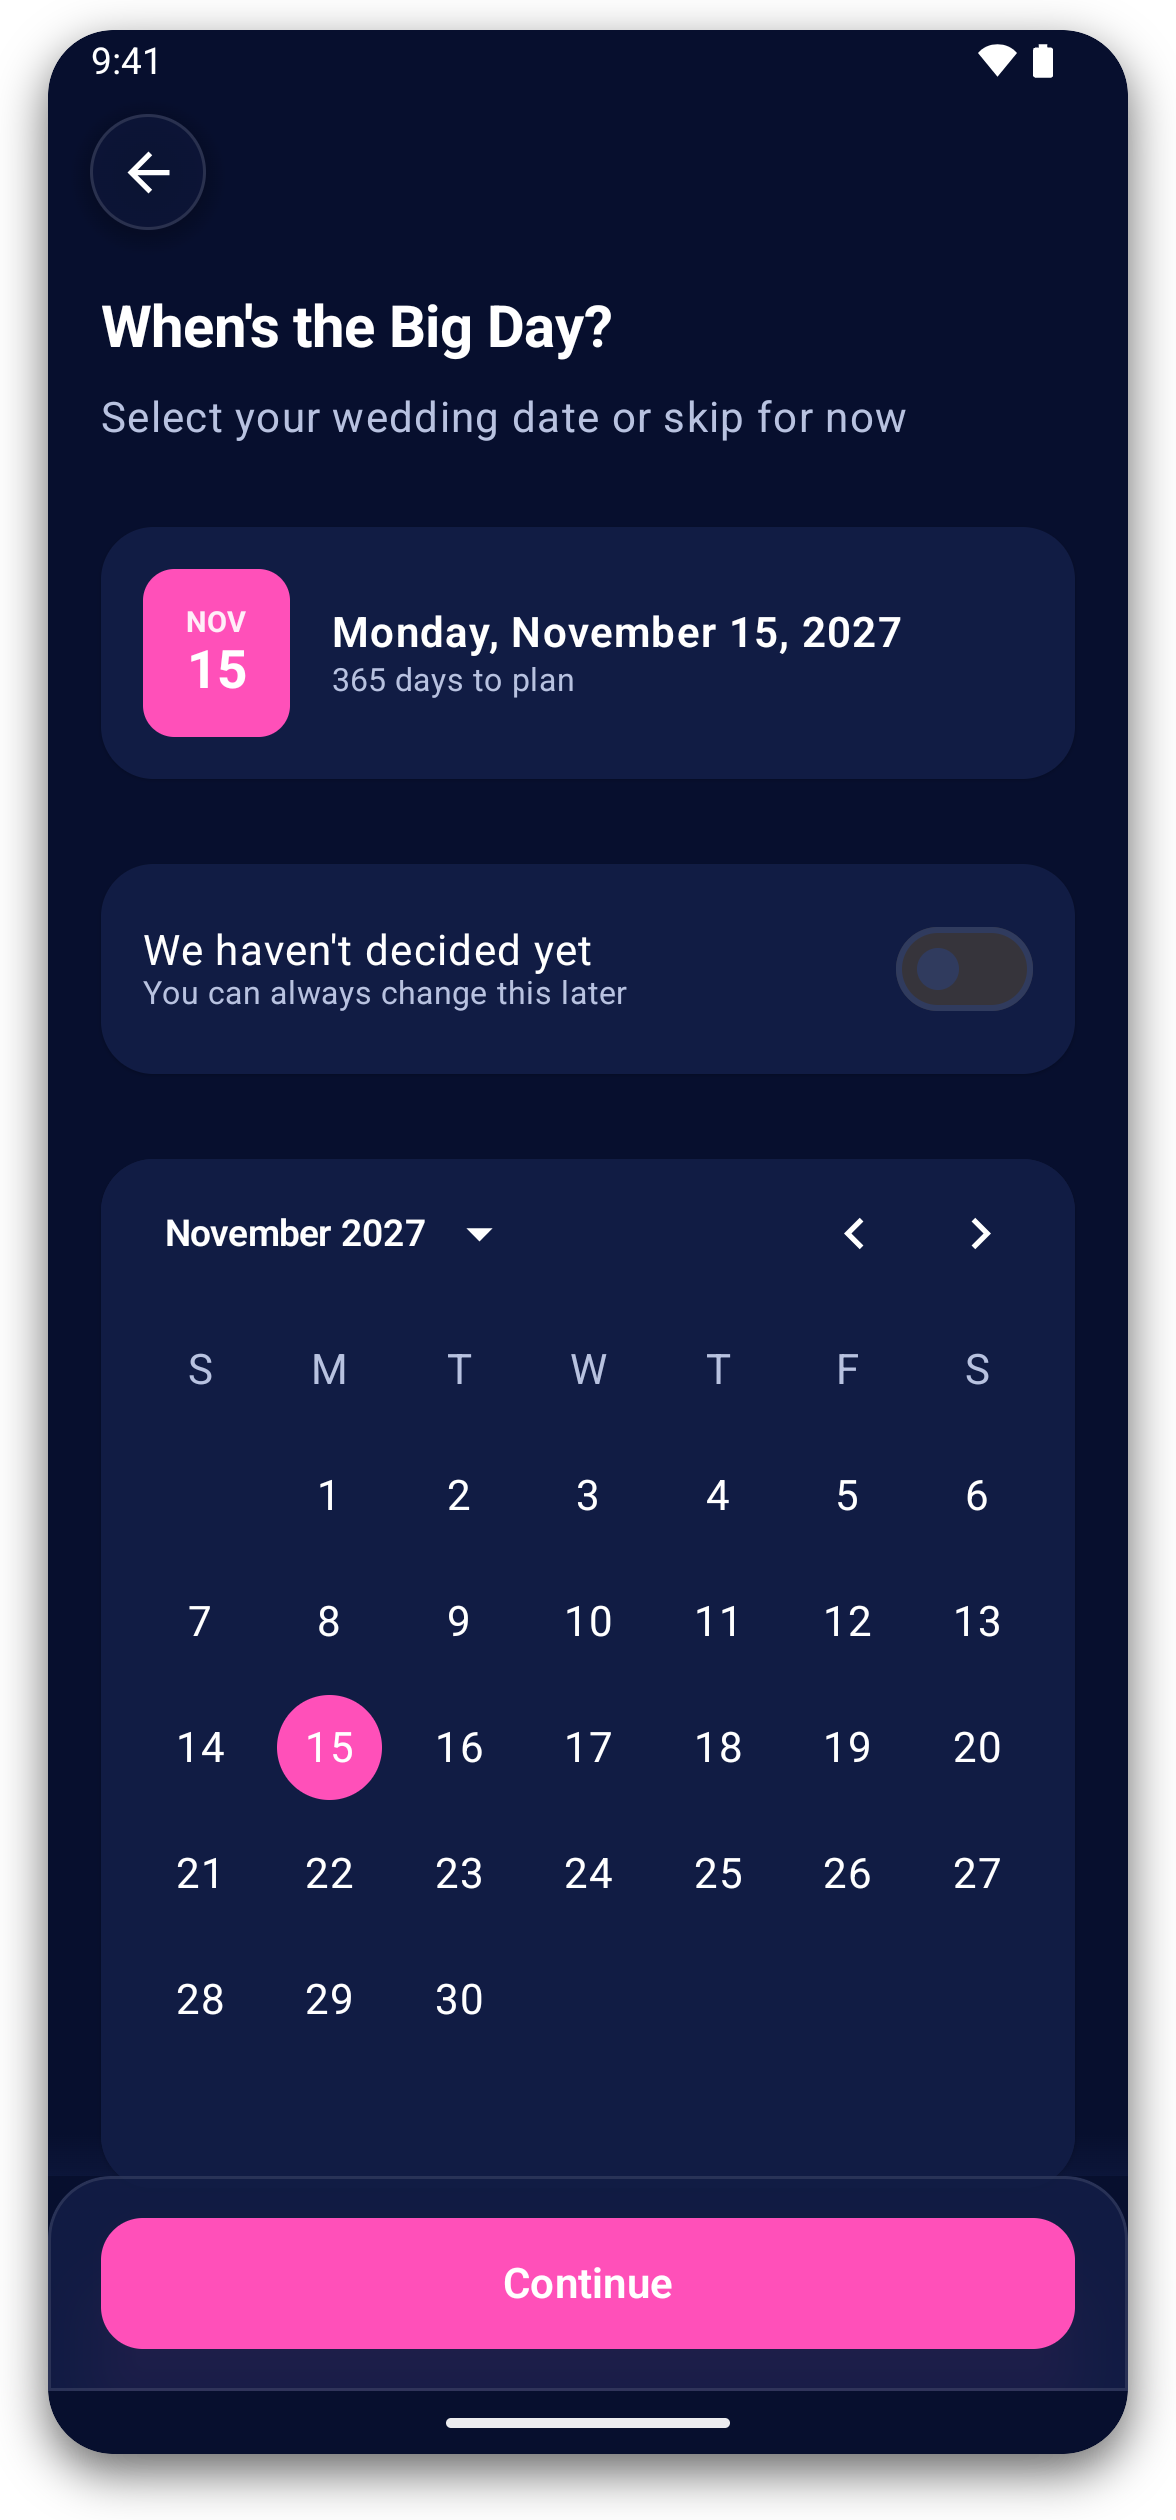 9:41
When's the Big Day?
Select your wedding date or skip for now
NOV
15
Monday, November 15, 2027
365 days to plan
We haven't decided yet
You can always change this later
November 2027
S M T W T F S
1 2 3 4 5 6
7 8 9 10 11 12 13
14 15 16 17 18 19 20
21 22 23 24 25 26 27
28 29 30
Continue